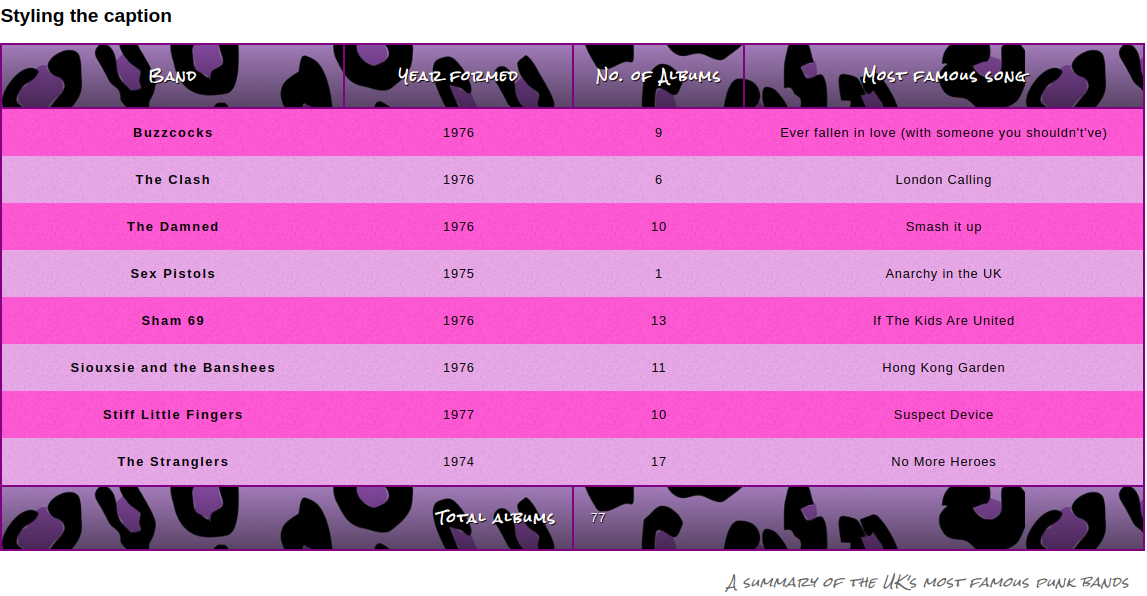 Styling the caption
Band Year formed No. of Albums Most famous song
Buzzcocks 1976 9 Ever fallen in love (with someone you shouldn't've)
The Clash 1976 6 London Calling
The Damned 1976 10 Smash it up
Sex Pistols 1975 1 Anarchy in the UK
Sham 69 1976 13 If The Kids Are United
Siouxsie and the Banshees 1976 11 Hong Kong Garden
Stiff Little Fingers 1977 10 Suspect Device
The Stranglers 1974 17 No More Heroes
Total albums 77
A summary of the UK's most famous punk bands